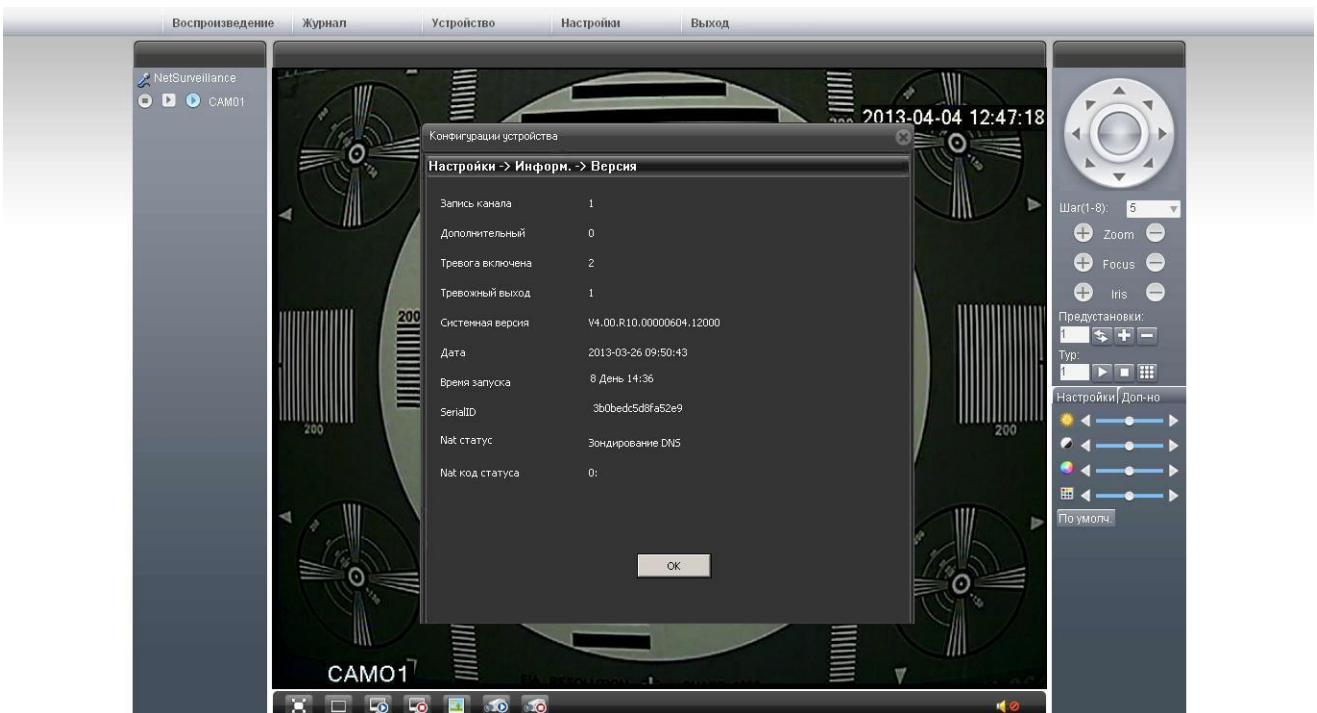 Воспроизведение Журнал Устройство Настройки Выход
NetSurveillance
CAM01
2013-04-04 12:47:18
Конфигурации устройства
Настройки -> Информ. -> Версия
Запись канала 1
Дополнительный 0
Тревога включена 2
Тревожный выход 1
Системная версия V4.00.R10.00000604.12000
Дата 2013-03-26 09:50:43
Время запуска 8 День 14:36
SerialID 3b0bedc5d8fa52e9
Nat статус Зондирование DNS
Nat код статуса 0:
OK
200
200
200
200
CAMO1
EIA RESOLUTION
Шаг(1-8): 5
Zoom
Focus
Iris
Предустановки:
1
Тур:
1
Настройки Доп-но
По умолч.